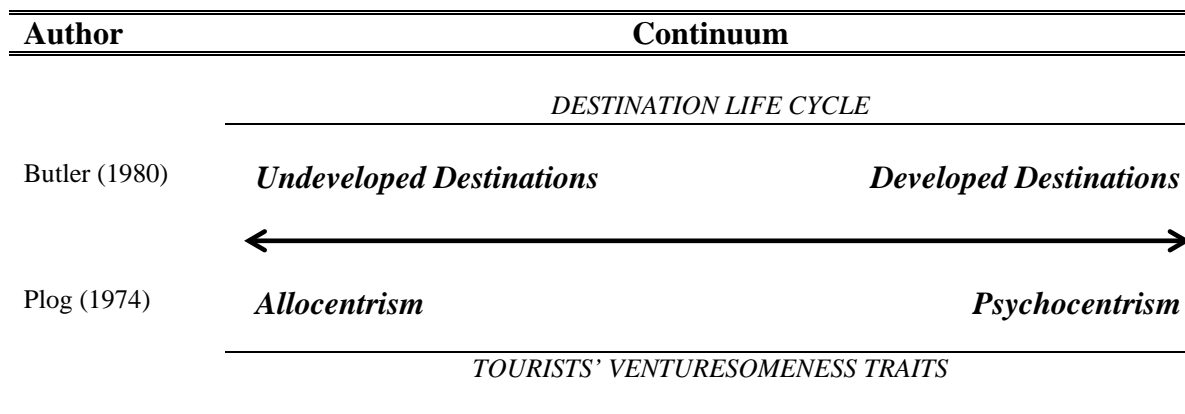 Author Continuum
DESTINATION LIFE CYCLE
Butler (1980) Undeveloped Destinations Developed Destinations
Plog (1974) Allocentrism Psychocentrism
TOURISTS’ VENTURESOMENESS TRAITS